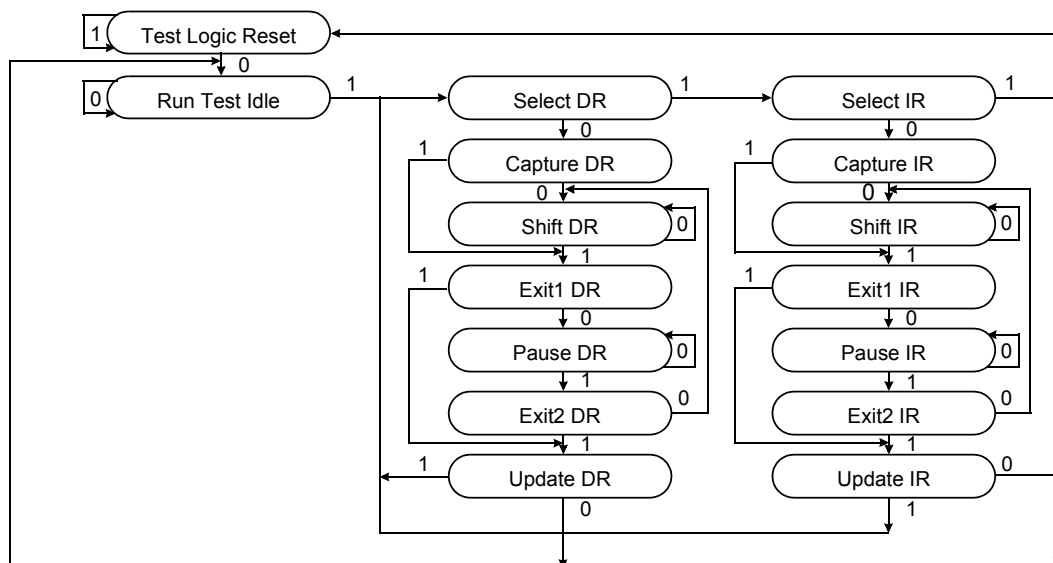 1 Test Logic Reset
0
0 Run Test Idle 1 Select DR 1 Select IR 1
0 0
1 Capture DR 1 Capture IR
0 0
Shift DR 0 Shift IR 0
1 1
1 Exit1 DR 1 Exit1 IR
0 0
Pause DR 0 Pause IR 0
1 1
Exit2 DR 0 Exit2 IR 0
1 1
1 Update DR Update IR 0
0 1